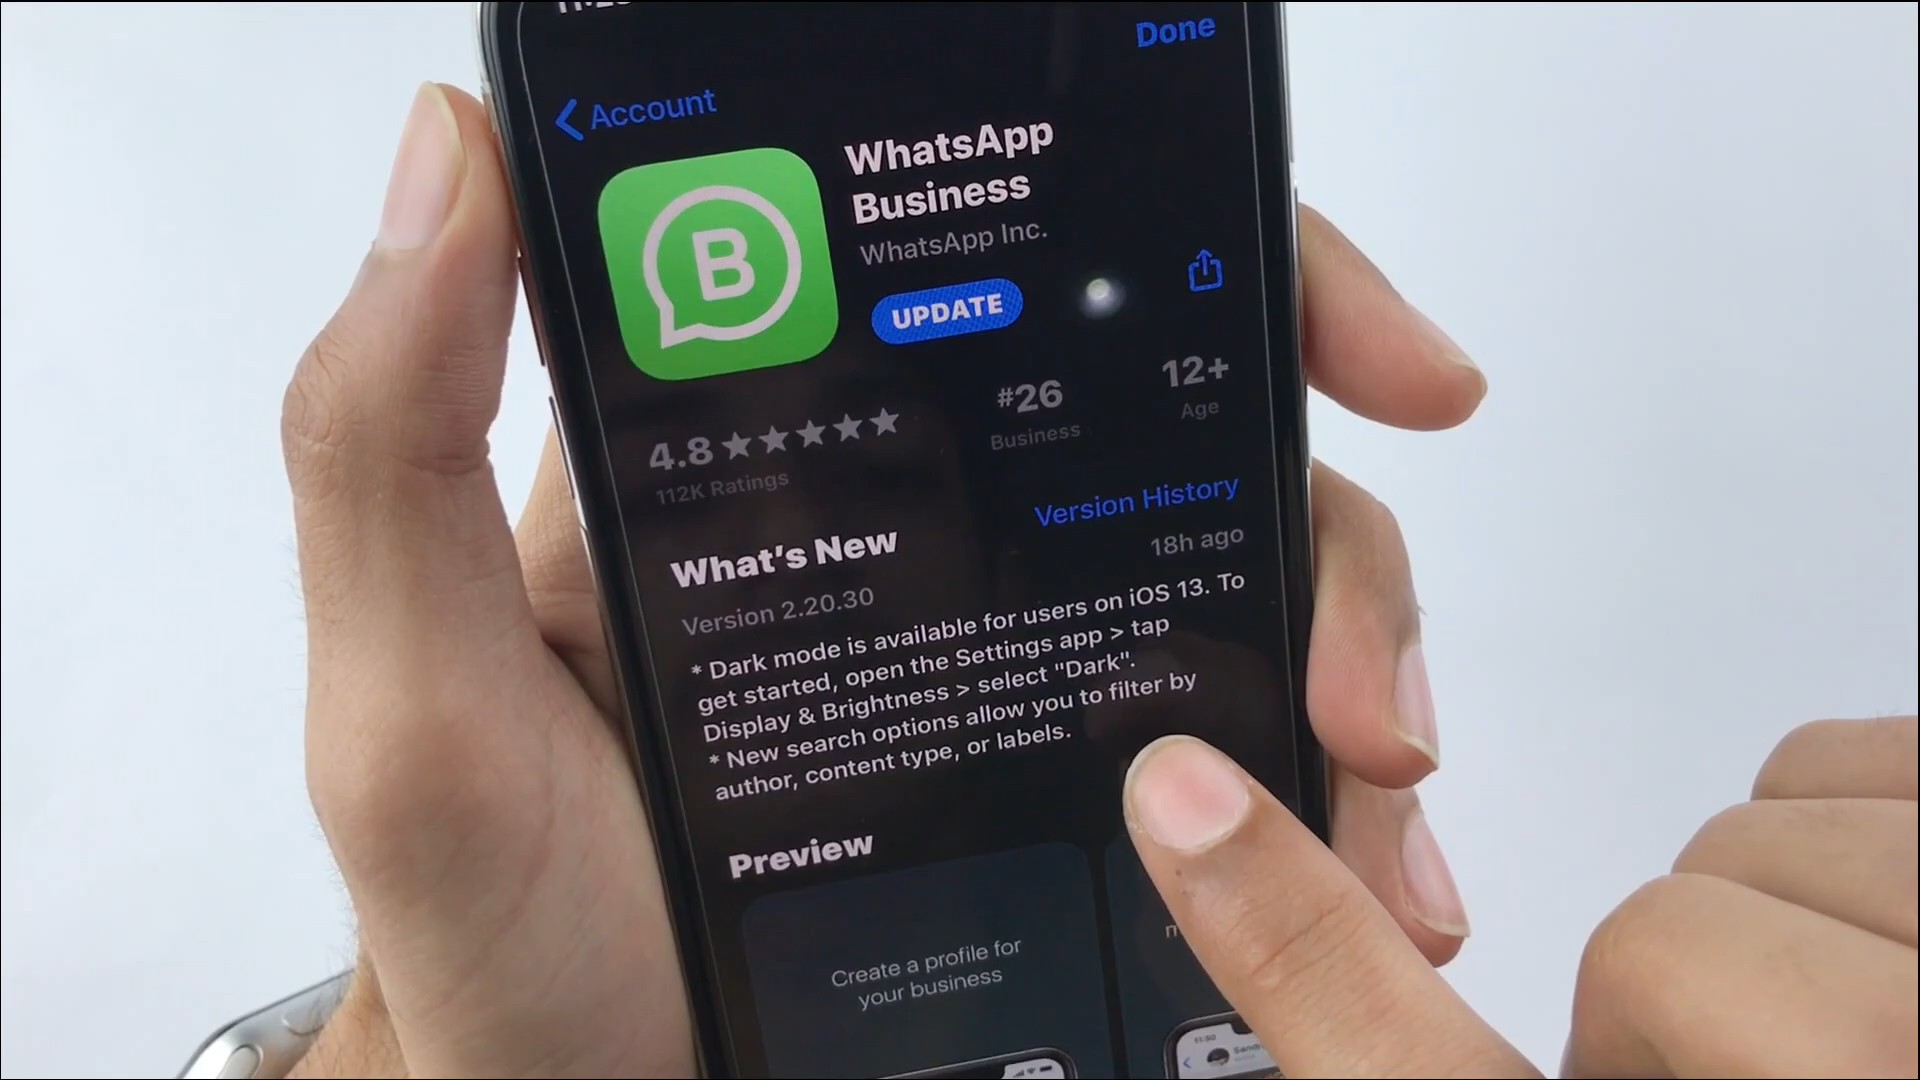 Done
Account
WhatsApp
Business
WhatsApp Inc.
B
UPDATE
4.8
112K Ratings
#26
Business
12+
Age
What's New
Version History
Version 2.20.30
18h ago
* Dark mode is available for users on iOS 13. To
get started, open the Settings app > tap
Display & Brightness > select "Dark".
* New search options allow you to filter by
author, content type, or labels.
Preview
Create a profile for
your business
11:50